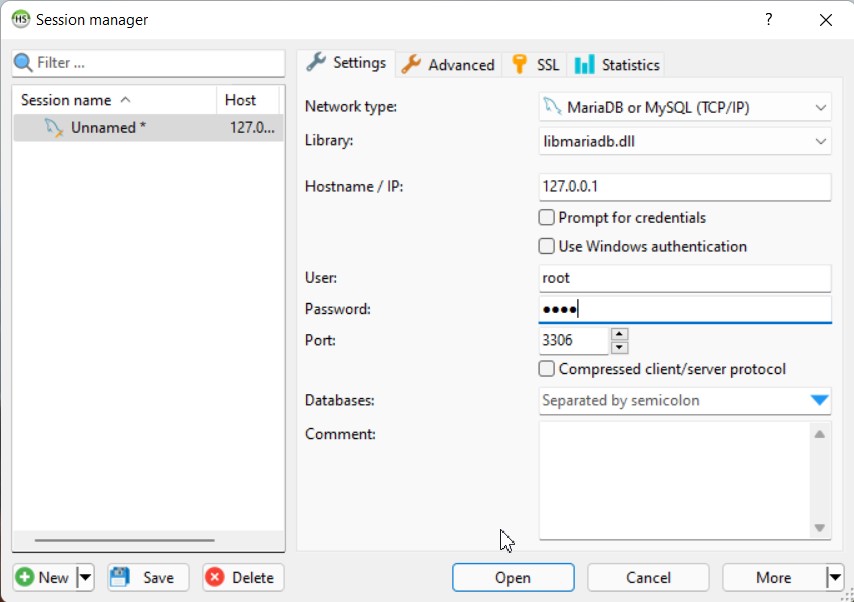 HS Session manager ?
Filter ...
Session name Host
Unnamed * 127.0...
Settings Advanced SSL Statistics
Network type: MariaDB or MySQL (TCP/IP)
Library: libmariadb.dll
Hostname / IP: 127.0.0.1
Prompt for credentials
Use Windows authentication
User: root
Password: ●●●●
Port: 3306
Compressed client/server protocol
Databases: Separated by semicolon
Comment:
New Save Delete Open Cancel More